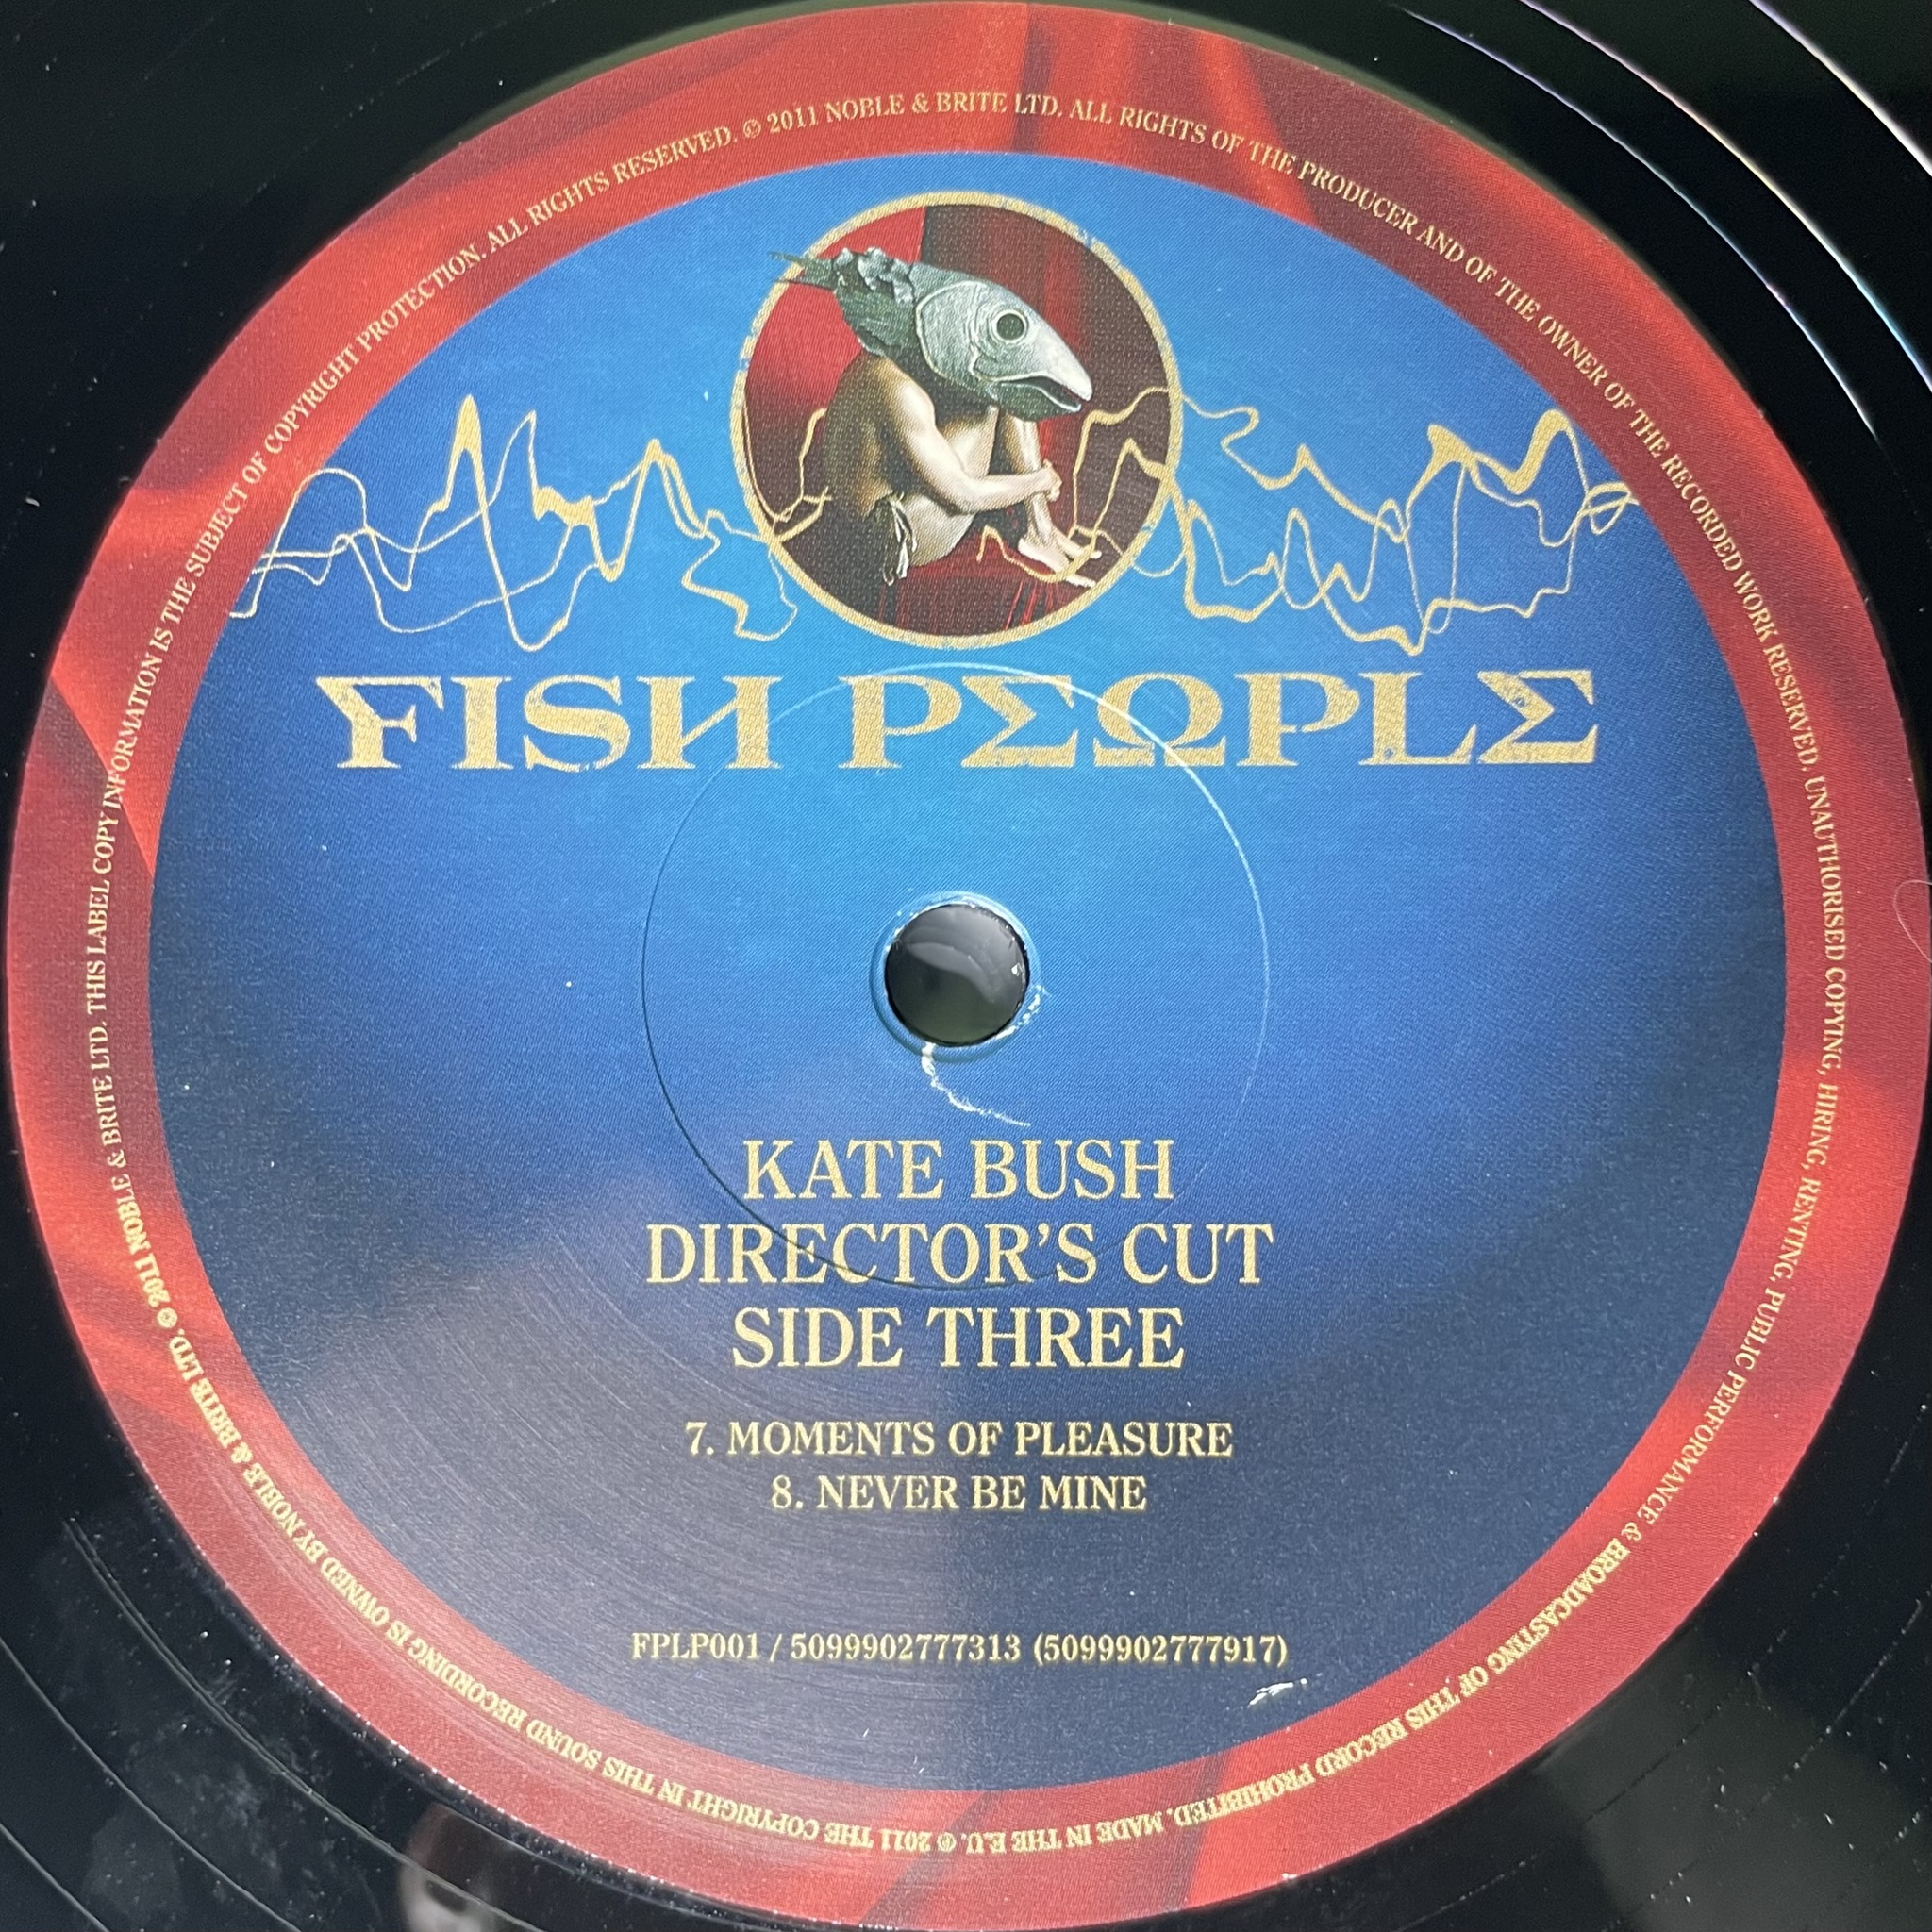 FISH PEOPLE
KATE BUSH
DIRECTOR'S CUT
SIDE THREE
7. MOMENTS OF PLEASURE
8. NEVER BE MINE
FPLP001 / 5099902777313 (5099902777917)
℗ 2011 THE COPYRIGHT IN THIS SOUND RECORDING IS OWNED BY NOBLE & BRITE LTD. © 2011 NOBLE & BRITE LTD. THIS LABEL COPY INFORMATION IS THE SUBJECT OF COPYRIGHT PROTECTION. ALL RIGHTS RESERVED. © 2011 NOBLE & BRITE LTD. ALL RIGHTS OF THE PRODUCER AND OF THE OWNER OF THE RECORDED WORK RESERVED. UNAUTHORISED COPYING, HIRING, RENTING, PUBLIC PERFORMANCE & BROADCASTING OF THIS RECORD PROHIBITED. MADE IN THE E.U.